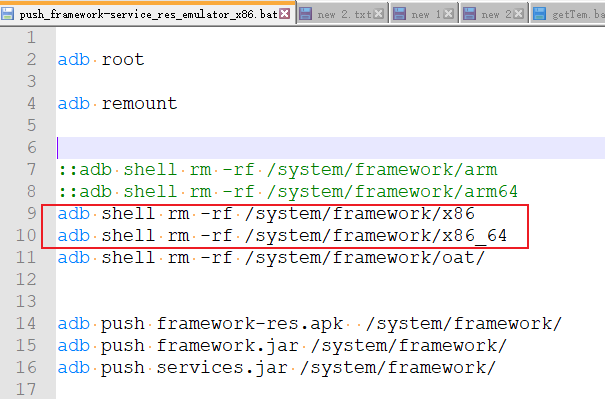 push_framework-service_res_emulator_x86.bat new 2.txt new 1 new 2 getTem.ba
1
2 adb root
3
4 adb remount
5
6
7 ::adb shell rm -rf /system/framework/arm
8 ::adb shell rm -rf /system/framework/arm64
9 adb shell rm -rf /system/framework/x86
10 adb shell rm -rf /system/framework/x86_64
11 adb shell rm -rf /system/framework/oat/
12
13
14 adb push framework-res.apk  /system/framework/
15 adb push framework.jar /system/framework/
16 adb push services.jar /system/framework/
17